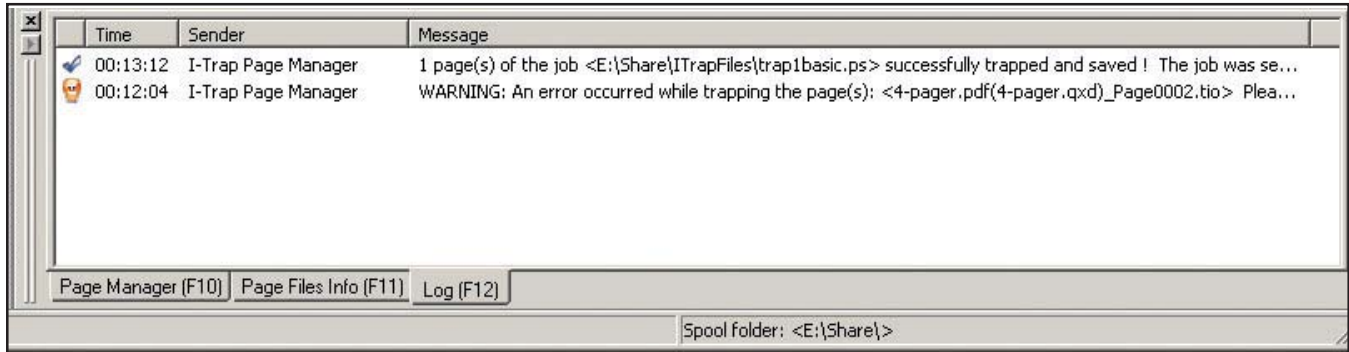 Time Sender Message
00:13:12 I-Trap Page Manager 1 page(s) of the job <E:\Share\ITrapFiles\trap1basic.ps> successfully trapped and saved ! The job was se...
00:12:04 I-Trap Page Manager WARNING: An error occurred while trapping the page(s): <4-pager.pdf(4-pager.qxd)_Page0002.tio> Plea...
Page Manager (F10) Page Files Info (F11) Log (F12)
Spool folder: <E:\Share\>